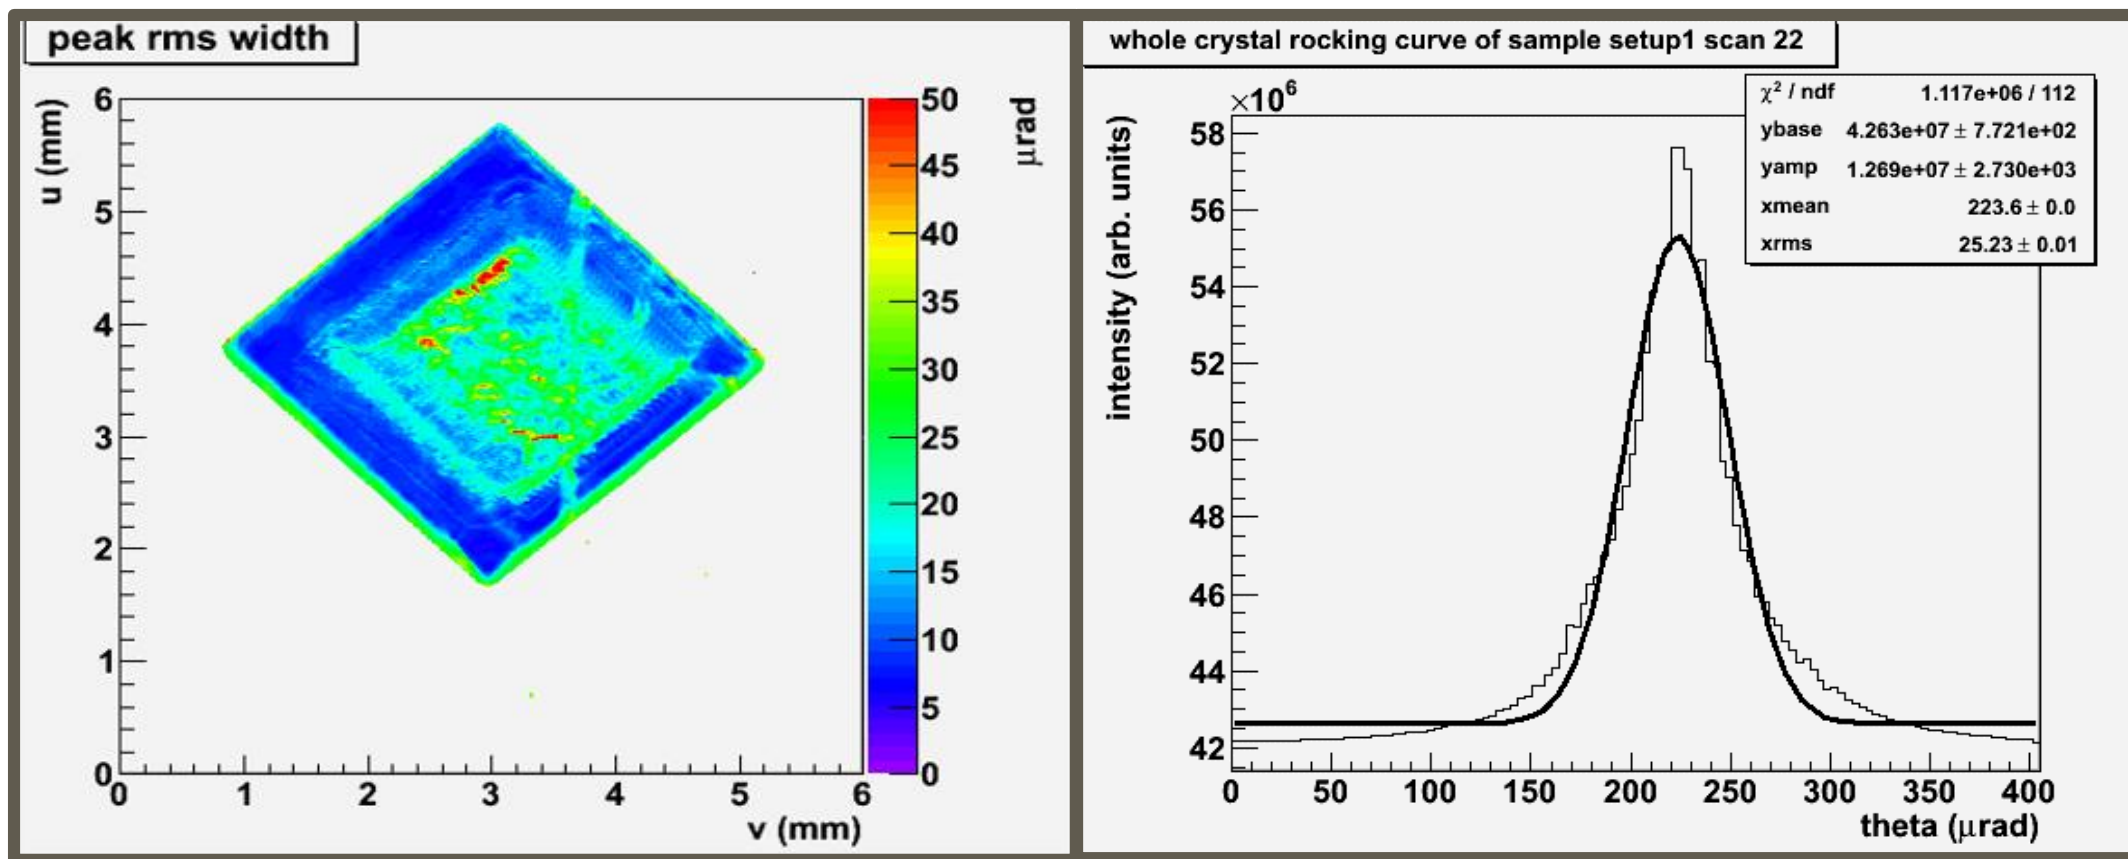 peak rms width
u (mm)
6
5
4
3
2
1
0
0 1 2 3 4 5 6
v (mm)
50
45
40
35
30
25
20
15
10
5
0
μrad
whole crystal rocking curve of sample setup1 scan 22
χ² / ndf 1.117e+06 / 112
ybase 4.263e+07 ± 7.721e+02
yamp 1.269e+07 ± 2.730e+03
xmean 223.6 ± 0.0
xrms 25.23 ± 0.01
×10⁶
intensity (arb. units)
58
56
54
52
50
48
46
44
42
0 50 100 150 200 250 300 350 400
theta (μrad)